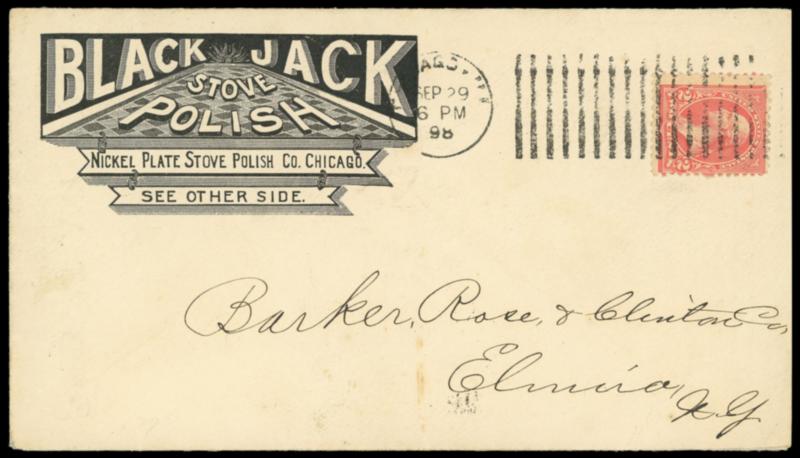 BLACK JACK
STOVE
POLISH
NICKEL PLATE STOVE POLISH CO. CHICAGO.
SEE OTHER SIDE.
SEP 29
6 PM
98
Barker, Rose, & Clinton Co,
Elmira,
N.Y.